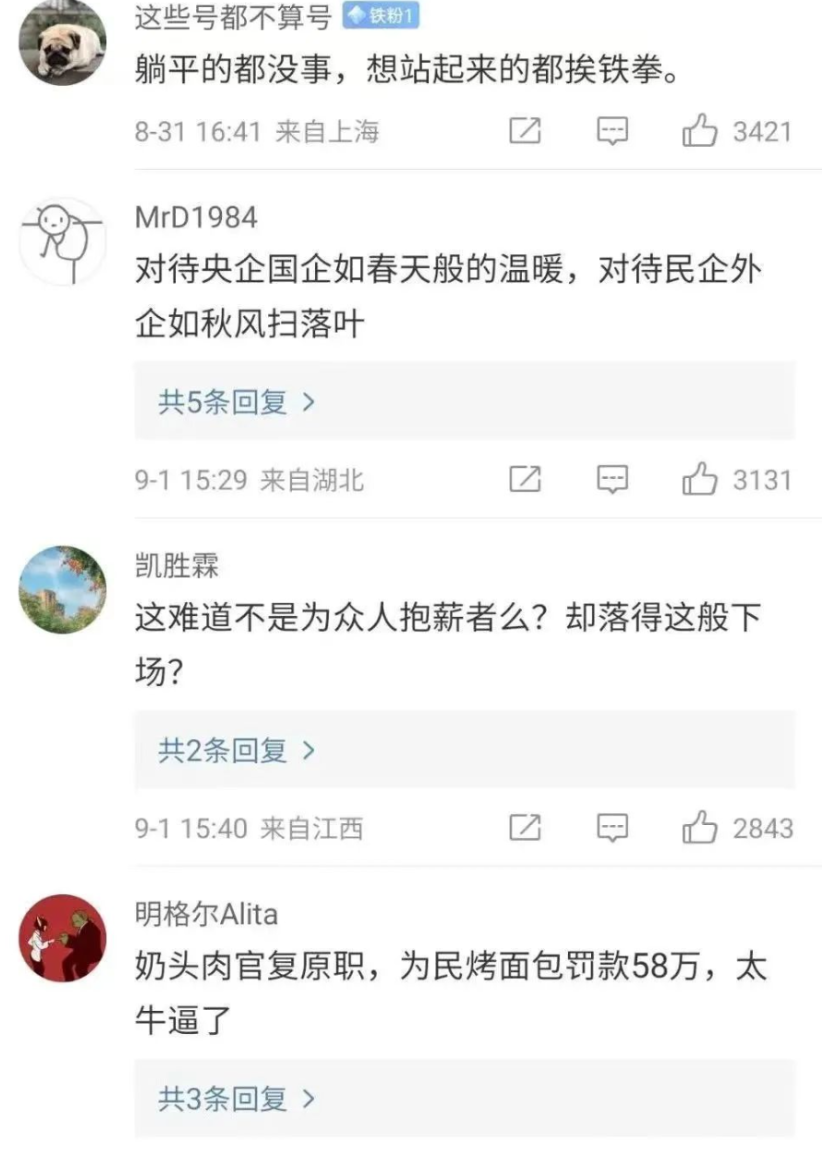 这些号都不算号 铁粉1
躺平的都没事，想站起来的都挨铁拳。
8-31 16:41 来自上海 3421
MrD1984
对待央企国企如春天般的温暖，对待民企外
企如秋风扫落叶
共5条回复 >
9-1 15:29 来自湖北 3131
凯胜霖
这难道不是为众人抱薪者么？却落得这般下
场？
共2条回复 >
9-1 15:40 来自江西 2843
明格尔Alita
奶头肉官复原职，为民烤面包罚款58万，太
牛逼了
共3条回复 >